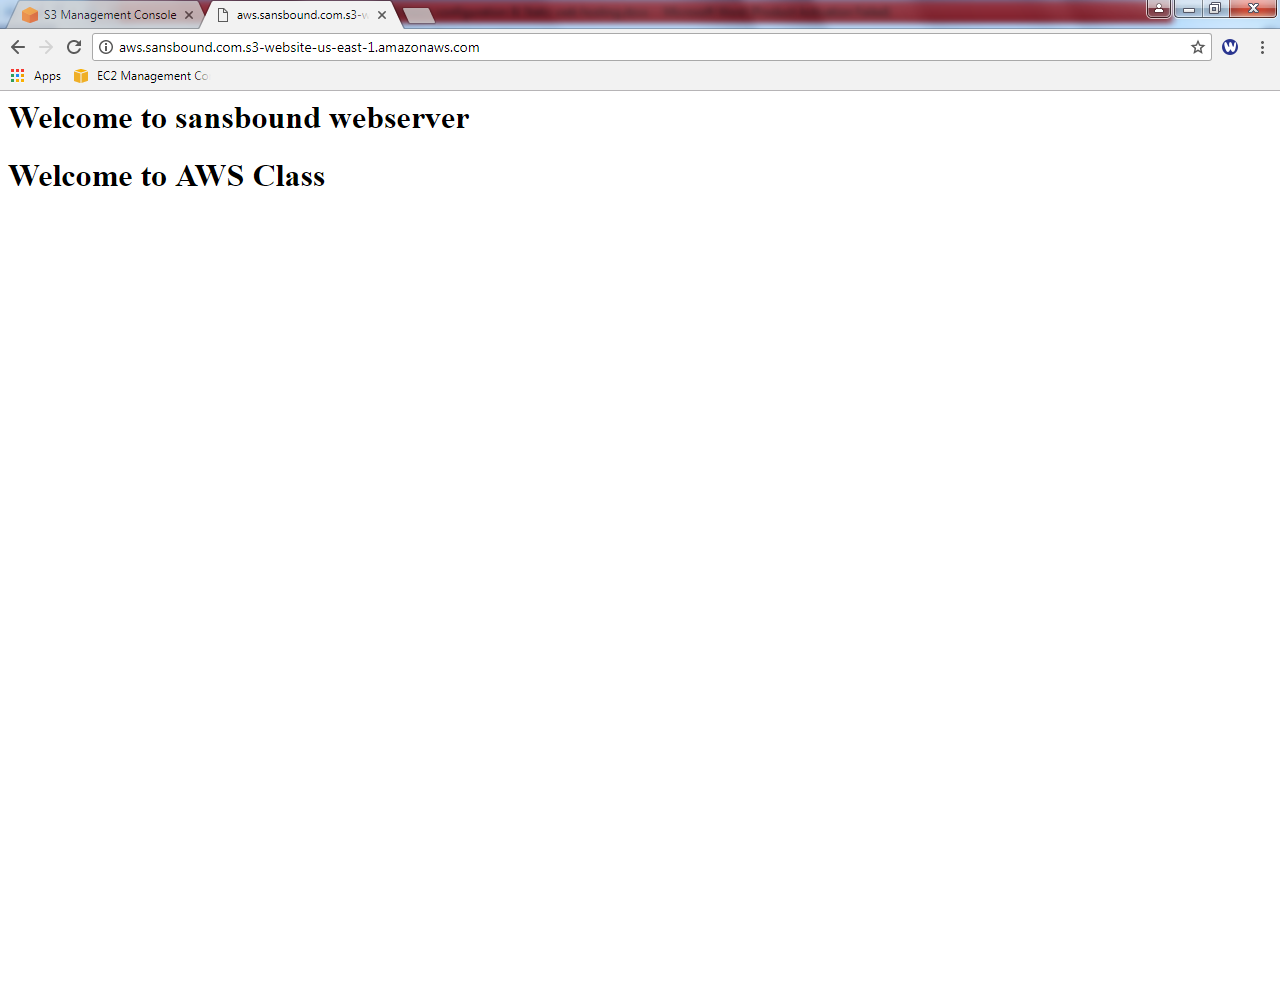 S3 Management Console
aws.sansbound.com.s3-w
aws.sansbound.com.s3-website-us-east-1.amazonaws.com
W
Apps
EC2 Management Co
Welcome to sansbound webserver
Welcome to AWS Class